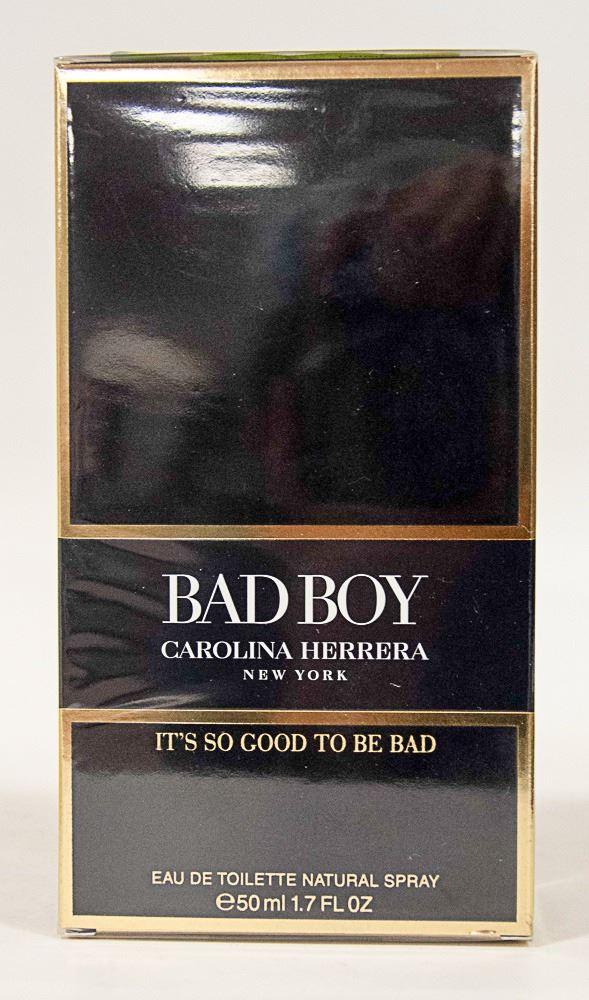 BAD BOY
CAROLINA HERRERA
NEW YORK
IT'S SO GOOD TO BE BAD
EAU DE TOILETTE NATURAL SPRAY
℮50 ml 1.7 FL OZ